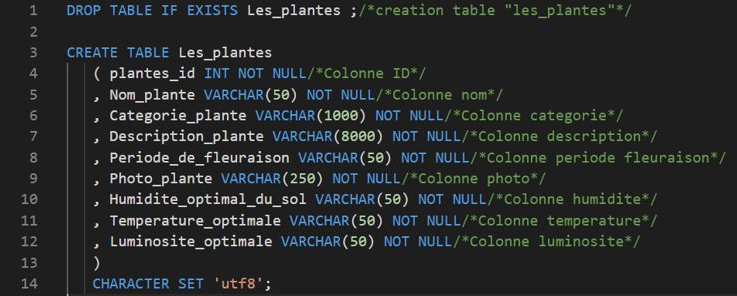 1 DROP TABLE IF EXISTS Les_plantes ;/*creation table "les_plantes"*/
2
3 CREATE TABLE Les_plantes
4 ( plantes_id INT NOT NULL/*Colonne ID*/
5 , Nom_plante VARCHAR(50) NOT NULL/*Colonne nom*/
6 , Categorie_plante VARCHAR(1000) NOT NULL/*Colonne categorie*/
7 , Description_plante VARCHAR(8000) NOT NULL/*Colonne description*/
8 , Periode_de_fleuraison VARCHAR(50) NOT NULL/*Colonne periode fleuraison*/
9 , Photo_plante VARCHAR(250) NOT NULL/*Colonne photo*/
10 , Humidite_optimal_du_sol VARCHAR(50) NOT NULL/*Colonne humidite*/
11 , Temperature_optimale VARCHAR(50) NOT NULL/*Colonne temperature*/
12 , Luminosite_optimale VARCHAR(50) NOT NULL/*Colonne luminosite*/
13 )
14 CHARACTER SET 'utf8';